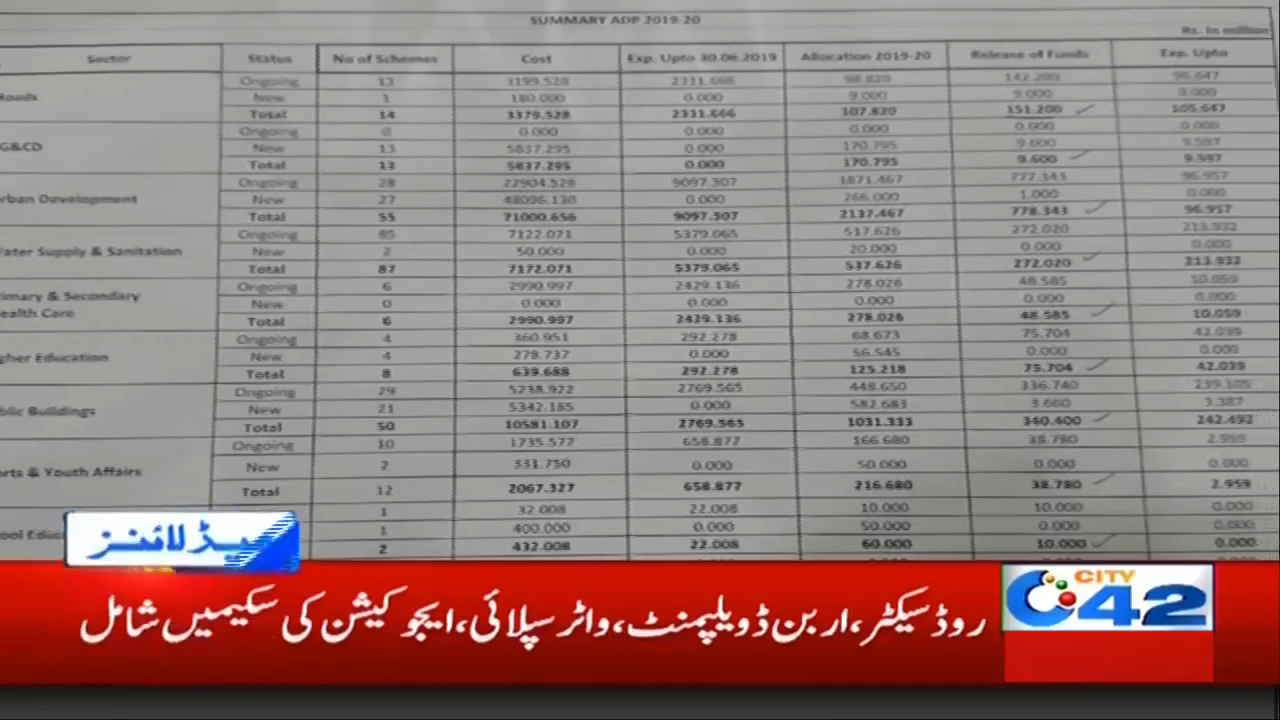 SUMMARY ADP 2019-20
Rs. In million
Sector Status No of Schemes Cost Exp. Upto 30.06.2019 Allocation 2019-20 Release of Funds Exp. Upto
Ongoing 13 3199.528 2331.666 98.820 142.200 96.647
Roads New 1 180.000 0.000 9.000 9.000 9.000
Total 14 3379.528 2331.666 107.820 151.200 105.647
Ongoing 0 0.000 0.000 0.000 0.000 0.000
G&CD New 13 5837.295 0.000 170.795 9.600 9.597
Total 13 5837.295 0.000 170.795 9.600 9.597
Ongoing 28 22904.526 9097.307 1871.467 777.343 96.957
rban Development New 27 48096.130 0.000 266.000 1.000 0.000
Total 55 71000.656 9097.307 2137.467 778.343 96.957
Ongoing 85 7122.071 5379.065 517.626 272.020 213.932
ater Supply & Sanitation New 2 50.000 0.000 20.000 0.000 0.000
Total 87 7172.071 5379.065 537.626 272.020 213.932
Ongoing 6 2990.997 2429.136 278.026 48.585 10.059
rimary & Secondary New 0 0.000 0.000 0.000 0.000 0.000
ealth Care Total 6 2990.997 2429.136 278.026 48.585 10.059
Ongoing 4 360.951 292.278 68.673 75.704 42.039
gher Education New 4 278.737 0.000 56.545 0.000 0.000
Total 8 639.688 292.278 125.218 75.704 42.039
Ongoing 29 5238.922 2769.565 448.650 336.740 239.105
blic Buildings New 21 5342.185 0.000 582.683 3.660 3.387
Total 50 10581.107 2769.565 1031.333 340.400 242.492
Ongoing 10 1735.577 658.877 166.680 38.780 2.959
orts & Youth Affairs New 2 331.750 0.000 50.000 0.000 0.000
Total 12 2067.327 658.877 216.680 38.780 2.959
1 32.008 22.008 10.000 10.000 0.000
ool Educ 1 400.000 0.000 50.000 0.000 0.000
2 432.008 22.008 60.000 10.000 0.000
ہیڈلائنز
CITY 42
روڈ سیکٹر، اربن ڈویلپمنٹ، واٹر سپلائی، ایجوکیشن کی سکیمیں شامل